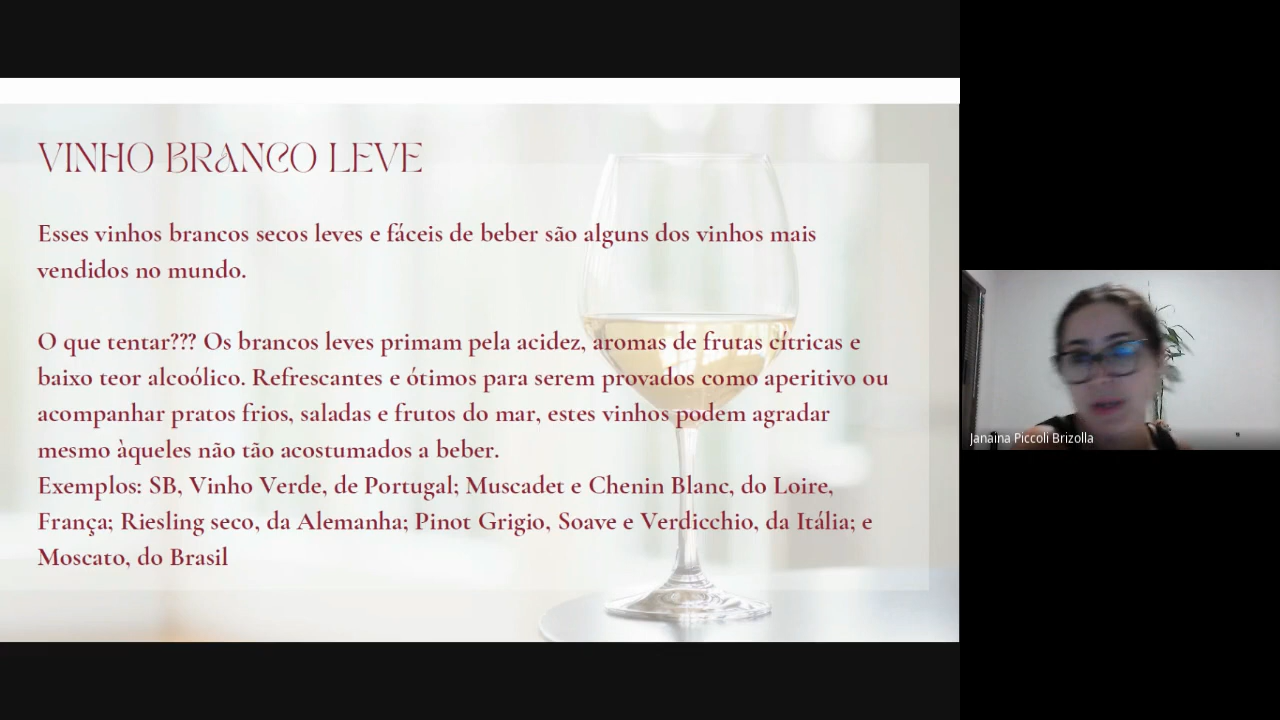 VINHO BRANCO LEVE
Esses vinhos brancos secos leves e fáceis de beber são alguns dos vinhos mais
vendidos no mundo.
O que tentar??? Os brancos leves primam pela acidez, aromas de frutas cítricas e
baixo teor alcoólico. Refrescantes e ótimos para serem provados como aperitivo ou
acompanhar pratos frios, saladas e frutos do mar, estes vinhos podem agradar
mesmo àqueles não tão acostumados a beber.
Exemplos: SB, Vinho Verde, de Portugal; Muscadet e Chenin Blanc, do Loire,
França; Riesling seco, da Alemanha; Pinot Grigio, Soave e Verdicchio, da Itália; e
Moscato, do Brasil
Janaina Piccoli Brizolla